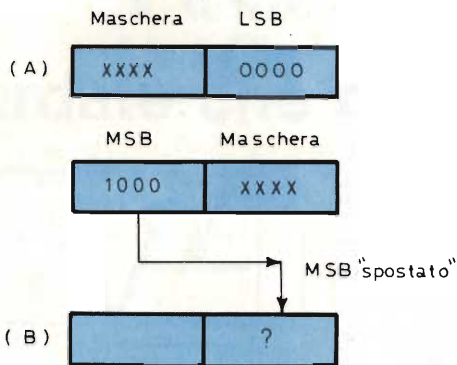 Maschera LSB
(A) XXXX 0000
MSB Maschera
1000 XXXX
MSB "spostato"
(B) ?